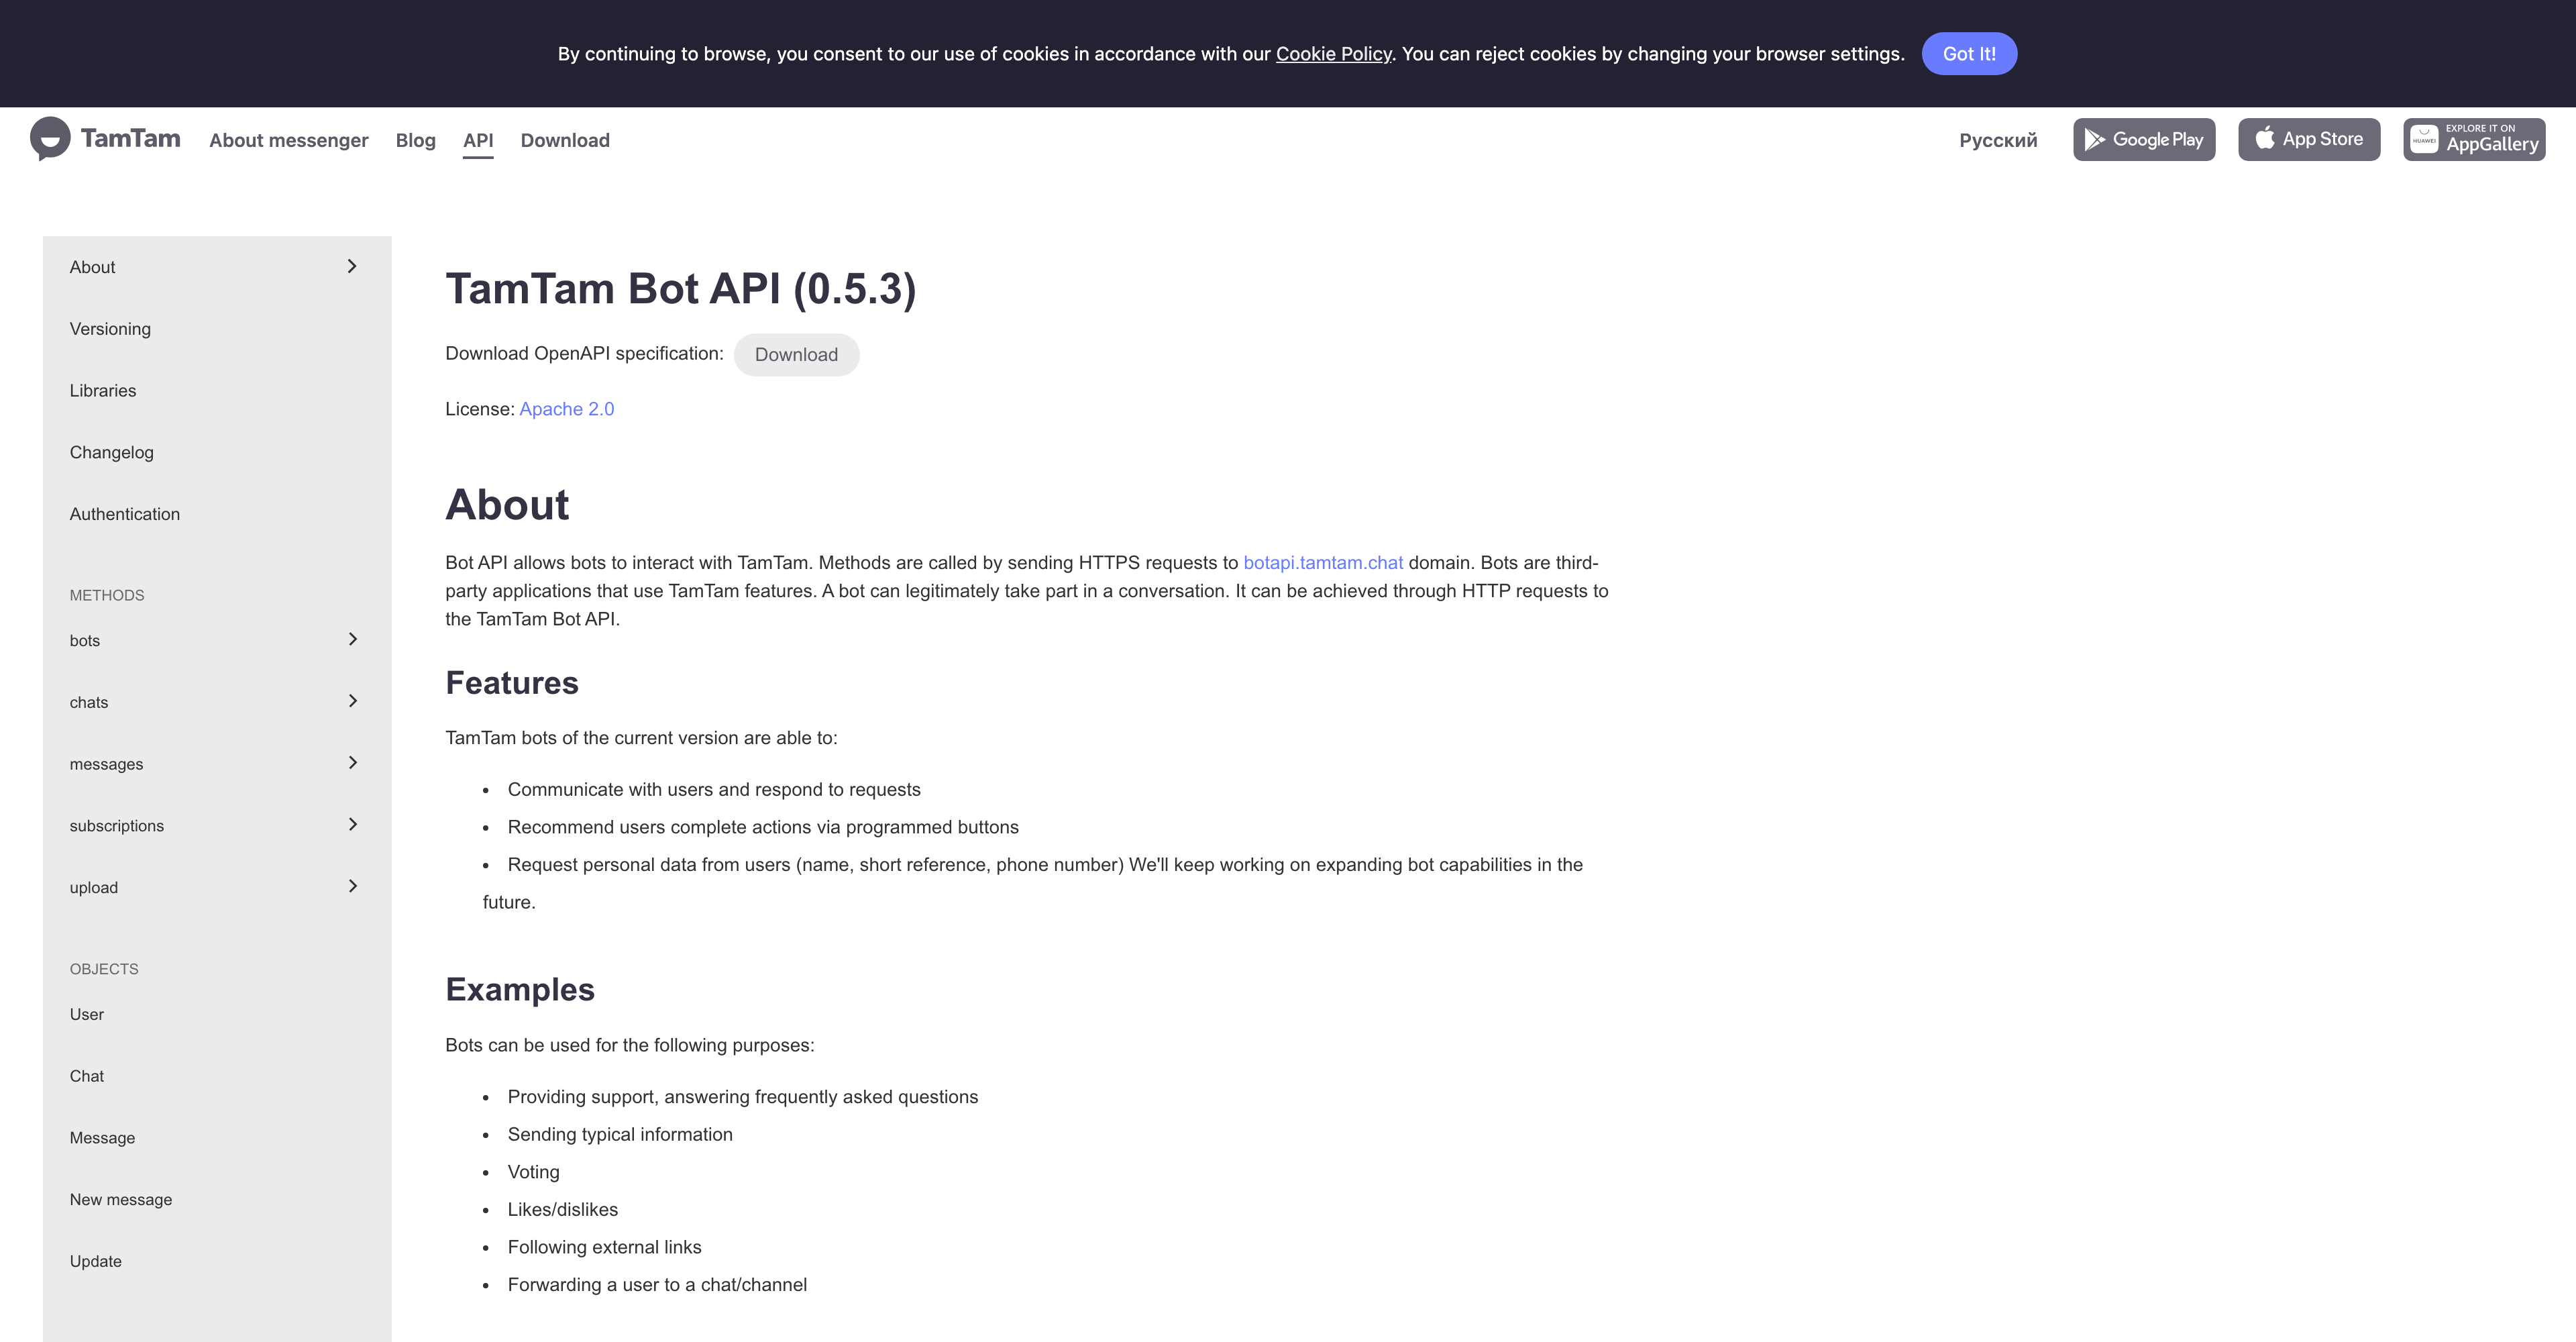 By continuing to browse, you consent to our use of cookies in accordance with our Cookie Policy. You can reject cookies by changing your browser settings. Got It!
TamTam About messenger Blog API Download Русский Google Play App Store HUAWEI EXPLORE IT ON AppGallery
About
Versioning
Libraries
Changelog
Authentication
METHODS
bots
chats
messages
subscriptions
upload
OBJECTS
User
Chat
Message
New message
Update
TamTam Bot API (0.5.3)
Download OpenAPI specification: Download
License: Apache 2.0
About
Bot API allows bots to interact with TamTam. Methods are called by sending HTTPS requests to botapi.tamtam.chat domain. Bots are third-
party applications that use TamTam features. A bot can legitimately take part in a conversation. It can be achieved through HTTP requests to
the TamTam Bot API.
Features
TamTam bots of the current version are able to:
• Communicate with users and respond to requests
• Recommend users complete actions via programmed buttons
• Request personal data from users (name, short reference, phone number) We'll keep working on expanding bot capabilities in the
future.
Examples
Bots can be used for the following purposes:
• Providing support, answering frequently asked questions
• Sending typical information
• Voting
• Likes/dislikes
• Following external links
• Forwarding a user to a chat/channel